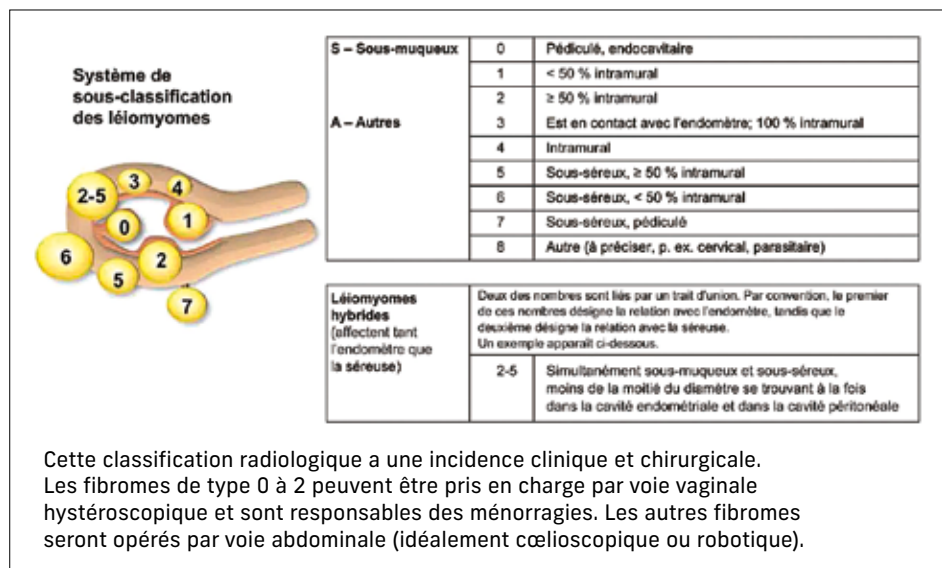 Système de
sous-classification
des léiomyomes
3
4
2-5
0
1
6
2
5
7
S – Sous-muqueux
0
Pédiculé, endocavitaire
1
< 50 % intramural
2
≥ 50 % intramural
A – Autres
3
Est en contact avec l'endomètre; 100 % intramural
4
Intramural
5
Sous-séreux, ≥ 50 % intramural
6
Sous-séreux, < 50 % intramural
7
Sous-séreux, pédiculé
8
Autre (à préciser, p. ex. cervical, parasitaire)
Léiomyomes
hybrides
(affectent tant
l'endomètre que
la séreuse)
Deux des nombres sont liés par un trait d'union. Par convention, le premier
de ces nombres désigne la relation avec l'endomètre, tandis que le
deuxième désigne la relation avec la séreuse.
Un exemple apparaît ci-dessous.
2-5
Simultanément sous-muqueux et sous-séreux,
moins de la moitié du diamètre se trouvant à la fois
dans la cavité endométriale et dans la cavité péritonéale
Cette classification radiologique a une incidence clinique et chirurgicale.
Les fibromes de type 0 à 2 peuvent être pris en charge par voie vaginale
hystéroscopique et sont responsables des ménorragies. Les autres fibromes
seront opérés par voie abdominale (idéalement cœlioscopique ou robotique).